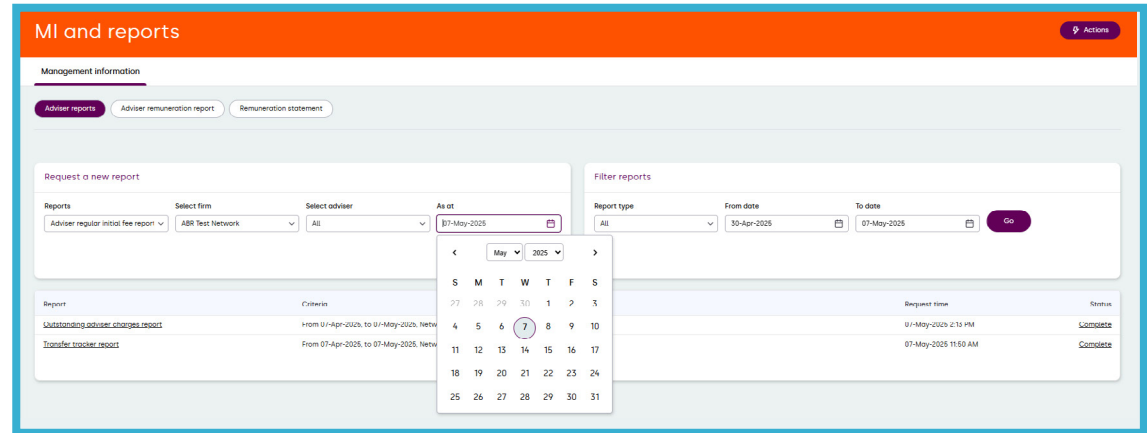 MI and reports
Actions
Management information
Adviser reports Adviser remuneration report Remuneration statement
Request a new report
Reports Select firm Select adviser As at
Adviser regular initial fee report ABR Test Network All 07-May-2025
Filter reports
Report type From date To date
All 30-Apr-2025 07-May-2025 Go
May 2025
S M T W T F S
27 28 29 30 1 2 3
4 5 6 7 8 9 10
11 12 13 14 15 16 17
18 19 20 21 22 23 24
25 26 27 28 29 30 31
Report Criteria Request time Status
Outstanding adviser charges report From 07-Apr-2025, to 07-May-2025, Netw 07-May-2025 2:13 PM Complete
Transfer tracker report From 07-Apr-2025, to 07-May-2025, Netw 07-May-2025 11:50 AM Complete